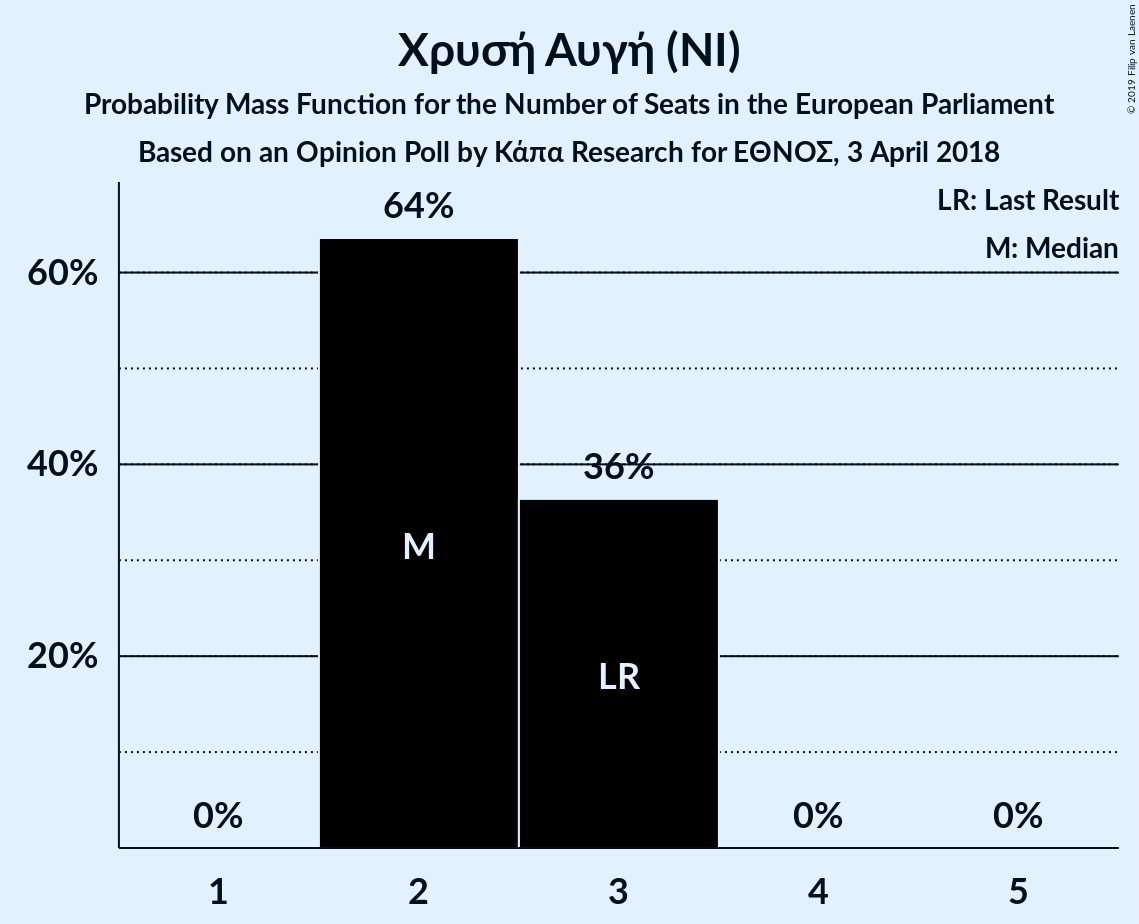 Χρυσή Αυγή (NI)
Probability Mass Function for the Number of Seats in the European Parliament
Based on an Opinion Poll by Κάπα Research for ΕΘΝΟΣ, 3 April 2018
© 2019 Filip van Laenen
LR: Last Result
M: Median
64%
60%
40%
36%
20%
M
LR
0%
0%
0%
1
2
3
4
5